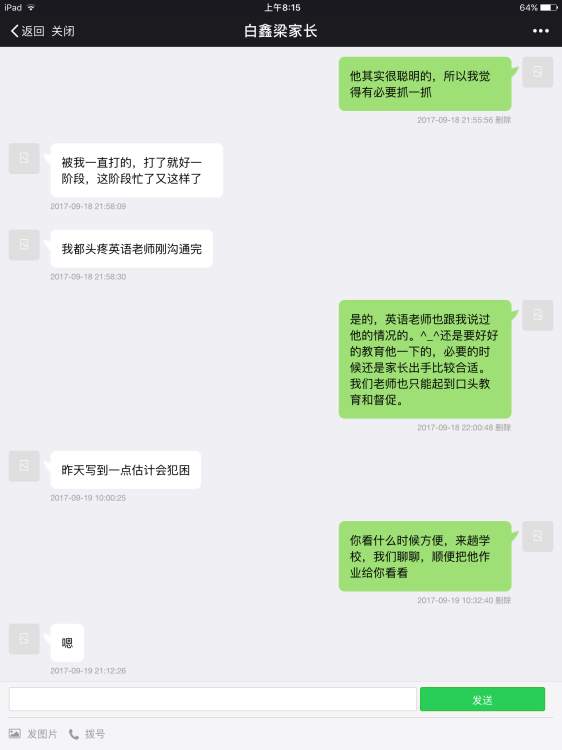 iPad 上午8:15 64%
返回 关闭 白鑫梁家长
他其实很聪明的，所以我觉
得有必要抓一抓
2017-09-18 21:55:56 删除
被我一直打的，打了就好一
阶段，这阶段忙了又这样了
2017-09-18 21:58:09
我都头疼英语老师刚沟通完
2017-09-18 21:58:30
是的，英语老师也跟我说过
他的情况的。^_^还是要好好
的教育他一下的，必要的时
候还是家长出手比较合适。
我们老师也只能起到口头教
育和督促。
2017-09-18 22:00:48 删除
昨天写到一点估计会犯困
2017-09-19 10:00:25
你看什么时候方便，来趟学
校，我们聊聊，顺便把他作
业给你看看
2017-09-19 10:32:40 删除
嗯
2017-09-19 21:12:26
发送
发图片 拨号